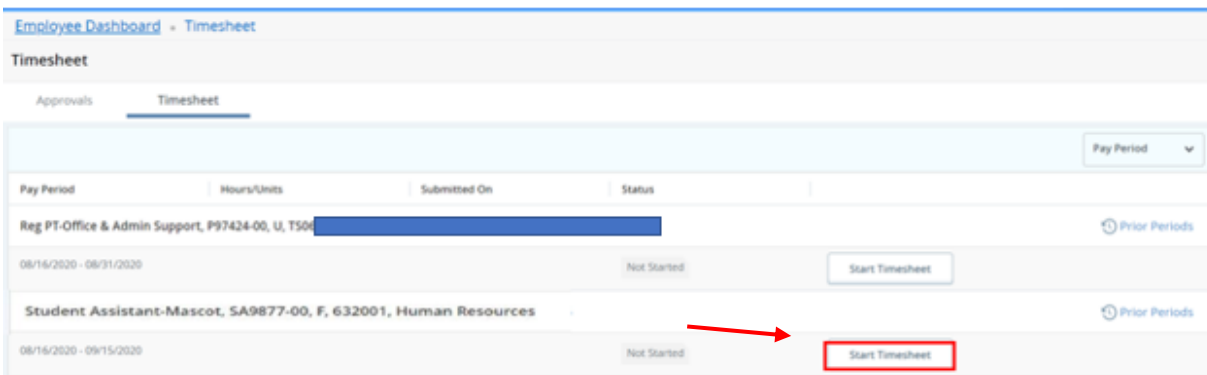 Employee Dashboard • Timesheet
Timesheet
Approvals Timesheet
Pay Period
Pay Period Hours/Units Submitted On Status
Reg PT-Office & Admin Support, P97424-00, U, TS06 Prior Periods
08/16/2020 - 08/31/2020 Not Started Start Timesheet
Student Assistant-Mascot, SA9877-00, F, 632001, Human Resources Prior Periods
08/16/2020 - 09/15/2020 Not Started Start Timesheet